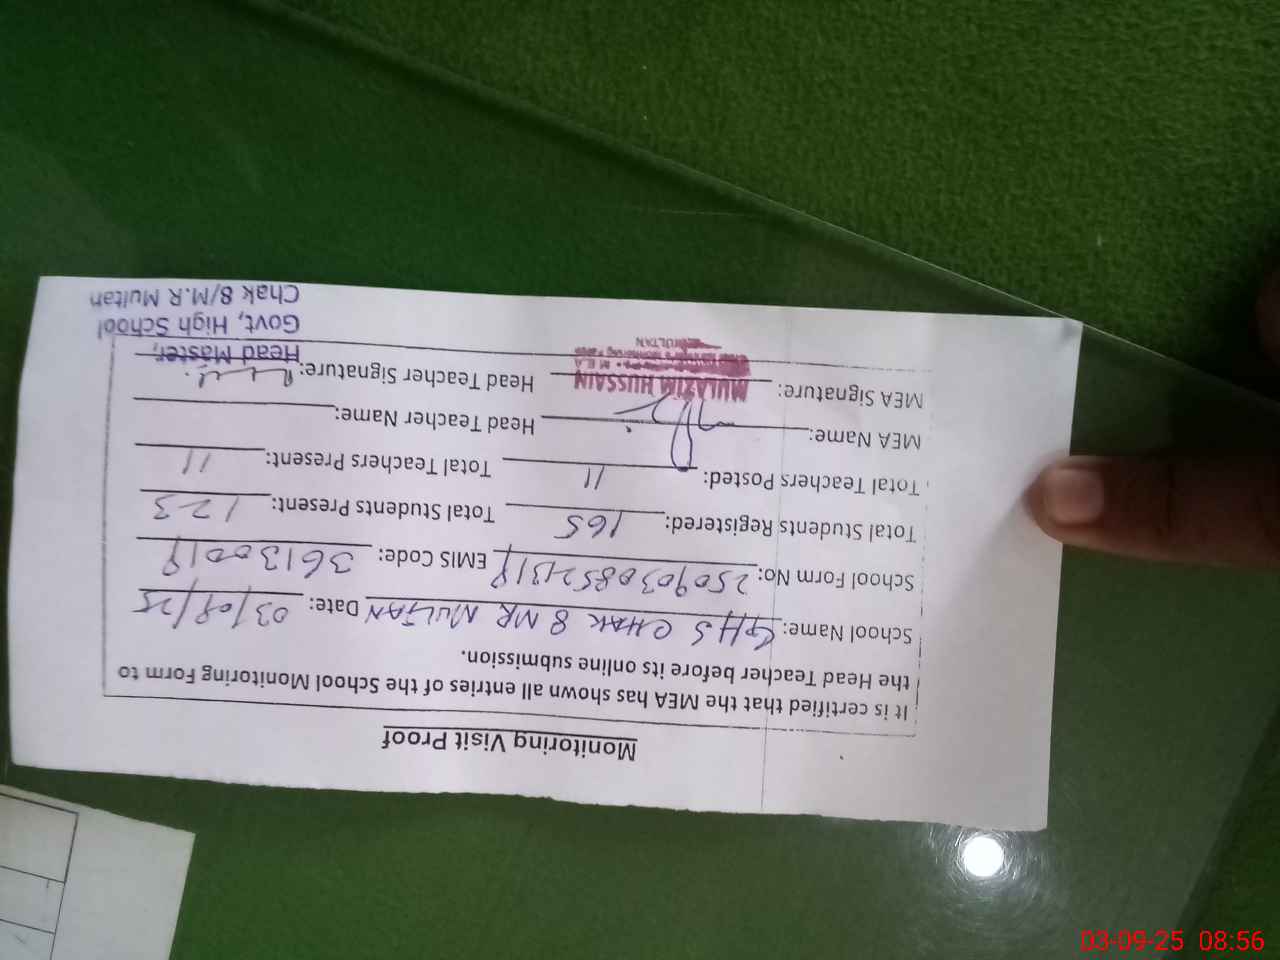 Monitoring Visit Proof
It is certified that the MEA has shown all entries of the School Monitoring Form to
the Head Teacher before its online submission.
School Name: GHS CHAK 8 MR MULTAN Date: 03/09/25
School Form No: EMIS Code: 36130019
Total Students Registered: 165 Total Students Present: 123
Total Teachers Posted: 11 Total Teachers Present: 11
MEA Name: Head Teacher Name:
MEA Signature: Head Teacher Signature:
MULAZIM HUSSAIN
M.E.A
MULTAN
Head Master,
Govt, High School
Chak 8/M.R Multan
03-09-25 08:56